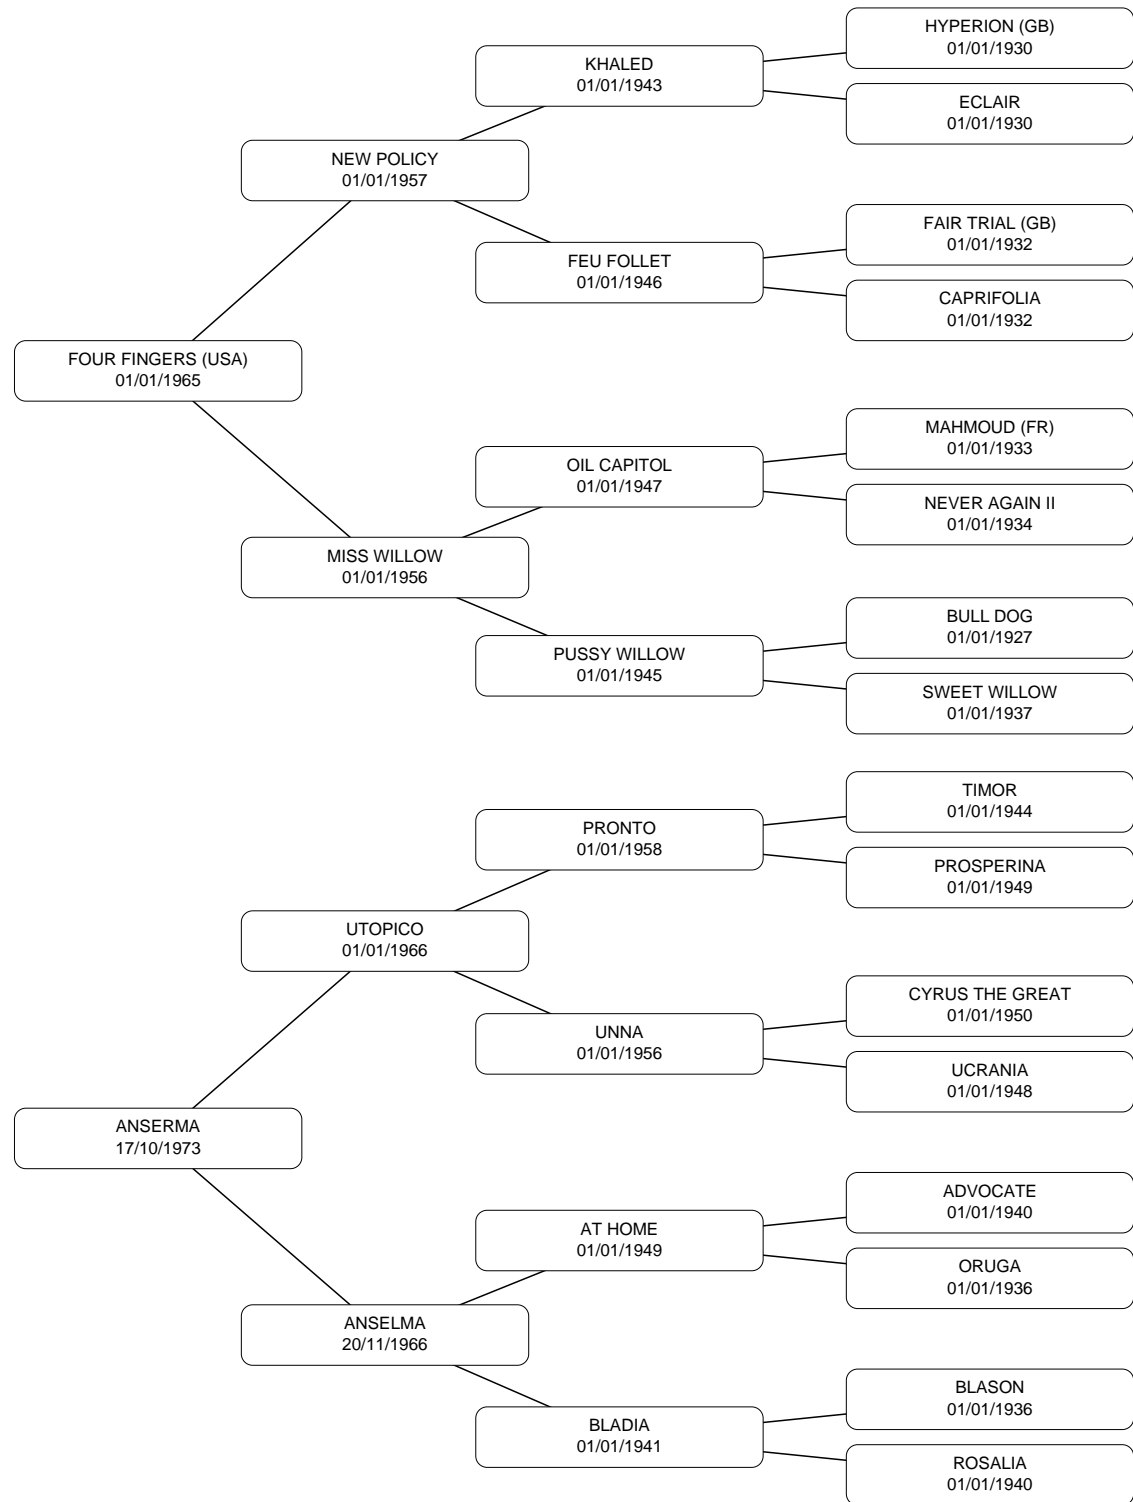 HYPERION (GB)
01/01/1930
KHALED
01/01/1943
ECLAIR
01/01/1930
NEW POLICY
01/01/1957
FAIR TRIAL (GB)
01/01/1932
FEU FOLLET
01/01/1946
CAPRIFOLIA
01/01/1932
FOUR FINGERS (USA)
01/01/1965
MAHMOUD (FR)
01/01/1933
OIL CAPITOL
01/01/1947
NEVER AGAIN II
01/01/1934
MISS WILLOW
01/01/1956
BULL DOG
01/01/1927
PUSSY WILLOW
01/01/1945
SWEET WILLOW
01/01/1937
TIMOR
01/01/1944
PRONTO
01/01/1958
PROSPERINA
01/01/1949
UTOPICO
01/01/1966
CYRUS THE GREAT
01/01/1950
UNNA
01/01/1956
UCRANIA
01/01/1948
ANSERMA
17/10/1973
ADVOCATE
01/01/1940
AT HOME
01/01/1949
ORUGA
01/01/1936
ANSELMA
20/11/1966
BLASON
01/01/1936
BLADIA
01/01/1941
ROSALIA
01/01/1940